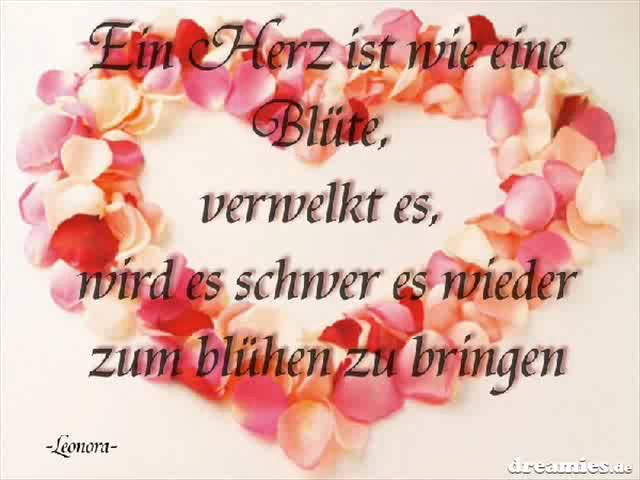 Ein Herz ist wie eine
Blüte,
verwelkt es,
wird es schwer es wieder
zum blühen zu bringen
-Leonora-
dreamies.de